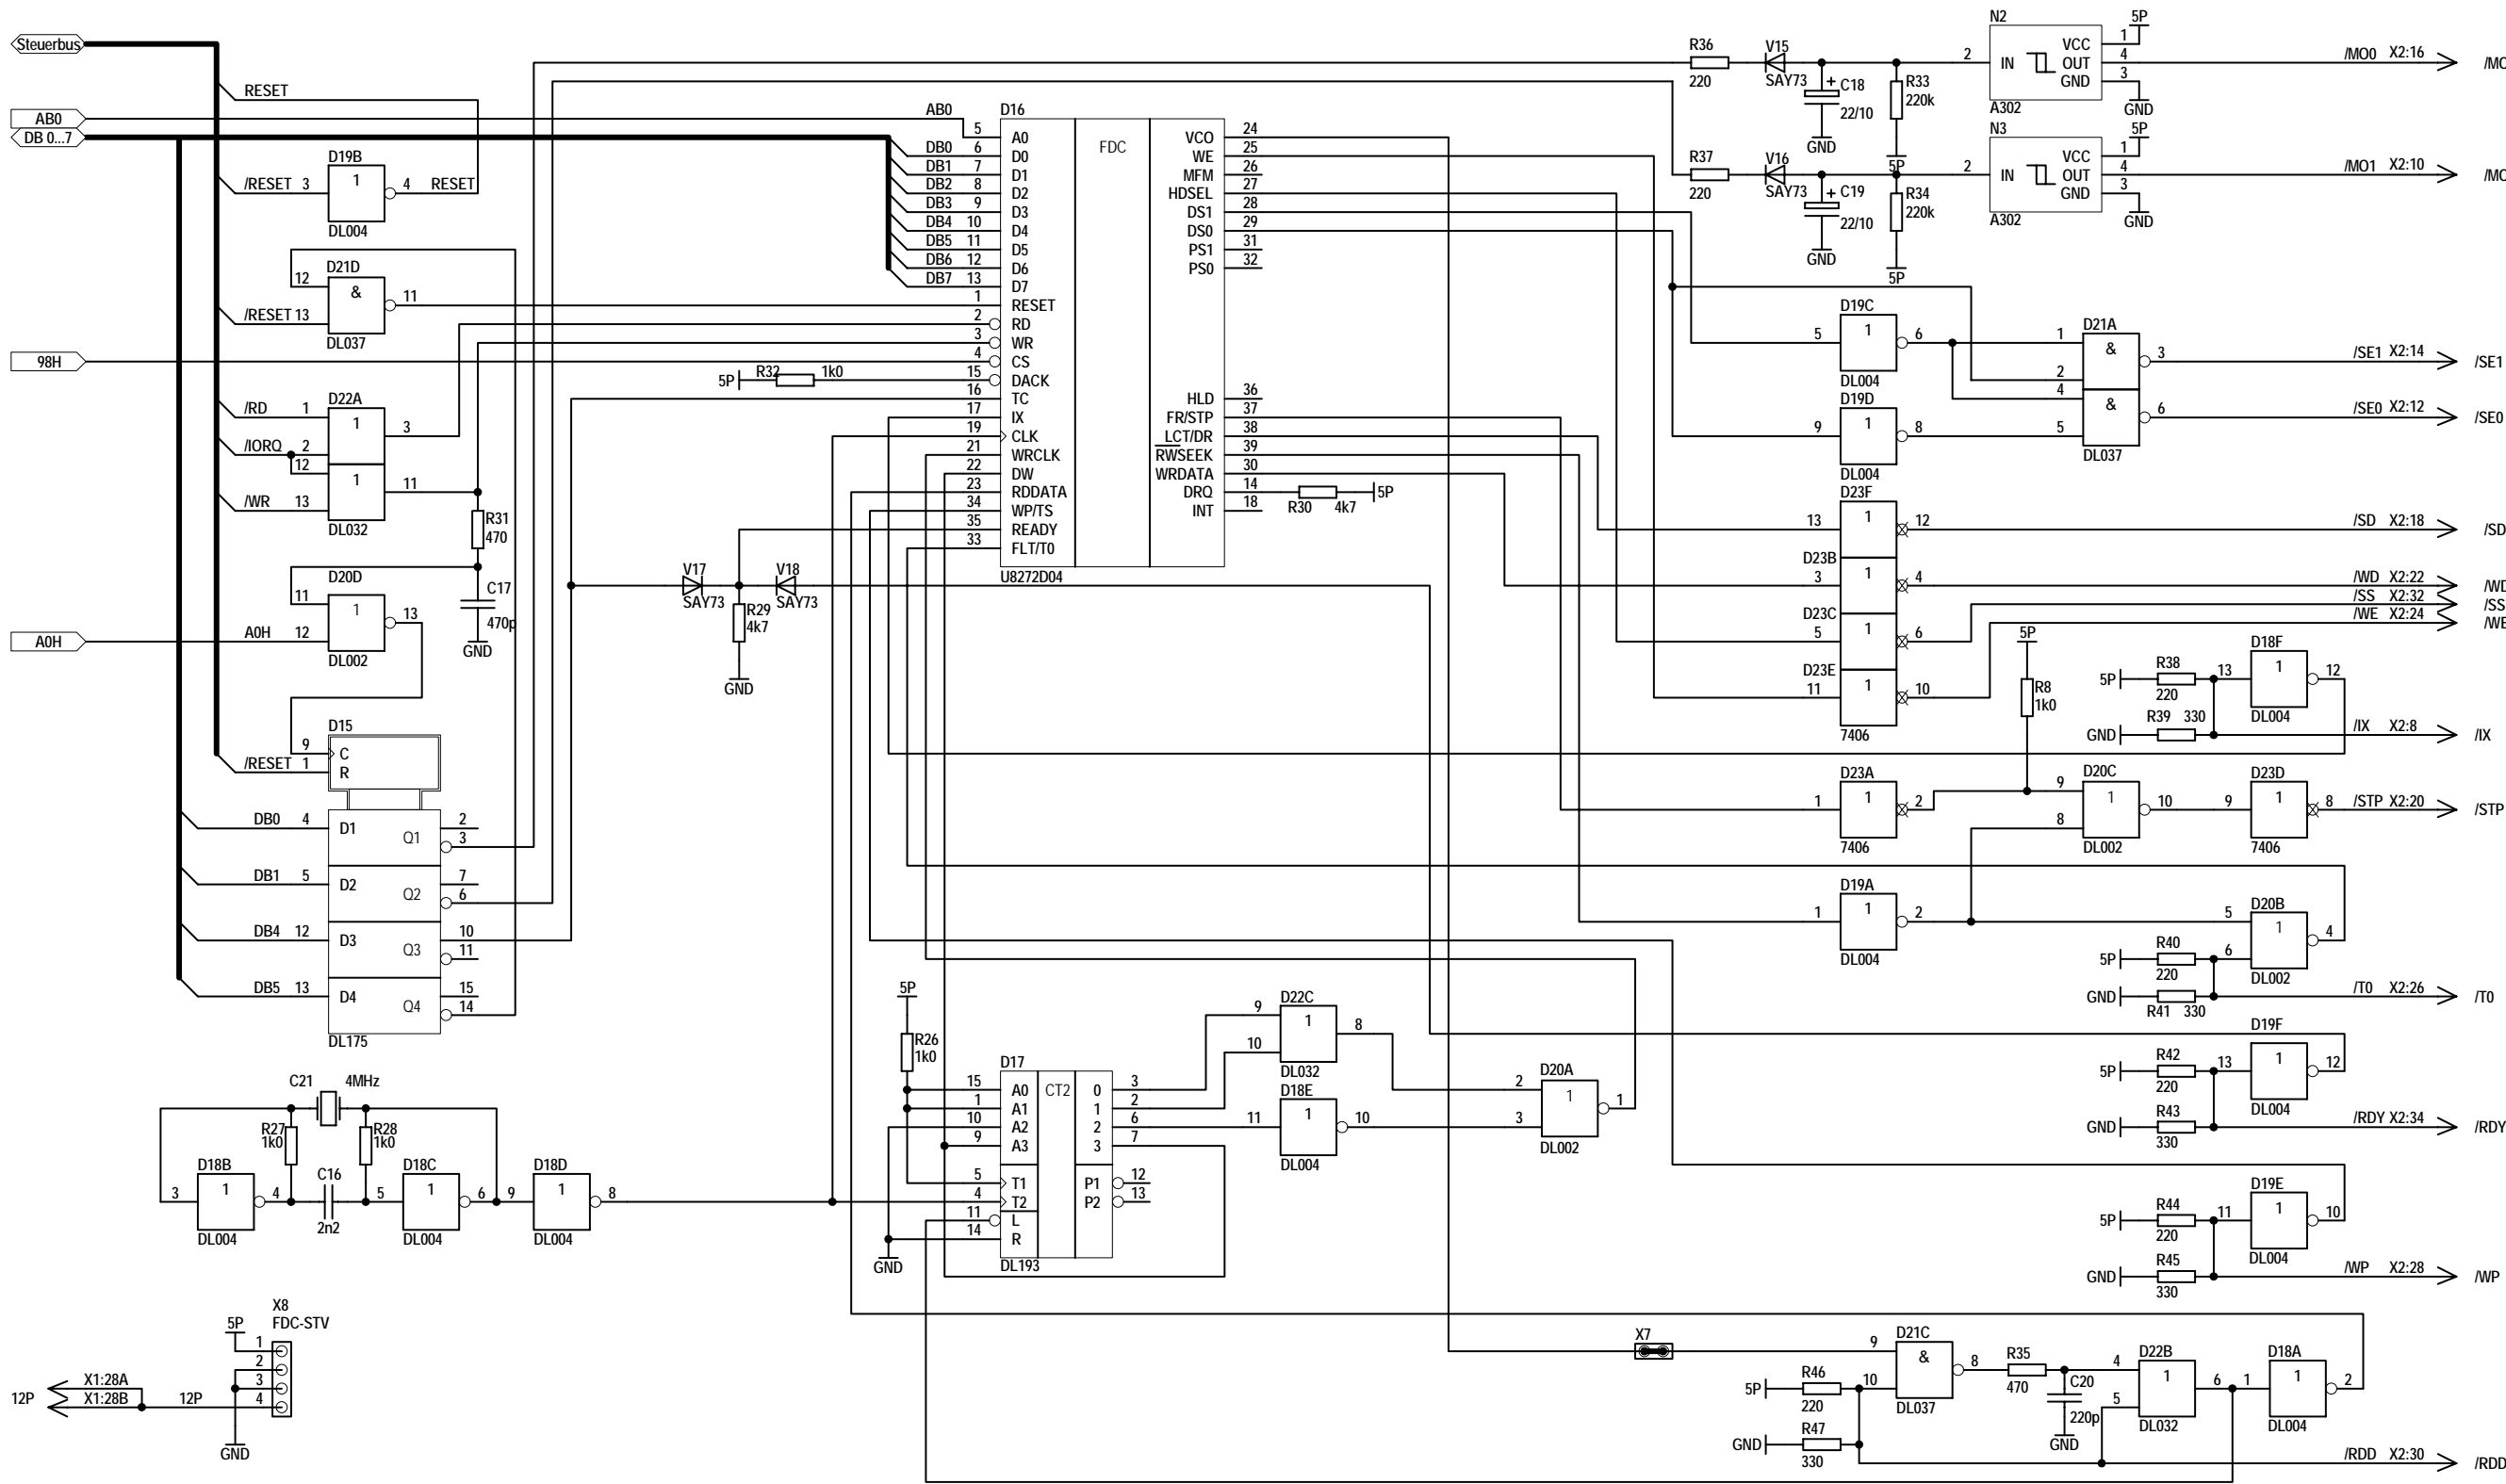 Steuerbus
RESET
AB0
DB 0...7
D19B
/RESET 3 1 4 RESET
DL004
D21D
12 & 11
/RESET 13
DL037
98H
/RD 1 D22A 1 3
/IORQ 2
12 1 11
/WR 13
DL032
R31 470
C17 470p GND
D20D
11 1 13
A0H A0H 12
DL002
D15
9 C
/RESET 1 R
DB0 4 D1 Q1 2 3
DB1 5 D2 Q2 7 6
DB4 12 D3 Q3 10 11
DB5 13 D4 Q4 15 14
DL175
C21 4MHz
R27 1k0
R28 1k0
C16 2n2
D18B 3 1 4 DL004
D18C 5 1 6 DL004
D18D 9 1 8 DL004
X8
FDC-STV
5P 1
2
3
4
12P X1:28A
X1:28B 12P
GND
AB0 D16
FDC
5 A0
DB0 6 D0
DB1 7 D1
DB2 8 D2
DB3 9 D3
DB4 10 D4
DB5 11 D5
DB6 12 D6
DB7 13 D7
1 RESET
2 RD
3 WR
4 CS
5P R32 1k0 15 DACK
16 TC
17 IX
19 CLK
21 WRCLK
22 DW
23 RDDATA
34 WP/TS
35 READY
33 FLT/T0
U8272D04
VCO 24
WE 25
MFM 26
HDSEL 27
DS1 28
DS0 29
PS1 31
PS0 32
HLD 36
FR/STP 37
LCT/DR 38
RWSEEK 39
WRDATA 30
DRQ 14 R30 4k7 5P
INT 18
V17 SAY73
V18 SAY73
R29 4k7
GND
5P
R26 1k0
D17
CT2
15 A0 0 3
1 A1 1 2
10 A2 2 6
9 A3 3 7
5 T1 P1 12
4 T2 P2 13
11 L
14 R
GND
DL193
D22C 9 10 1 8 DL032
D18E 11 1 10 DL004
D20A 2 3 1 1 DL002
R36 220
V15 SAY73
C18 + 22/10 GND
R33 220k 5P
N2
2 IN VCC 1 5P
OUT 4 /MO0 X2:16 /MO
GND 3 GND
A302
R37 220
V16 SAY73
C19 + 22/10 GND
R34 220k 5P
N3
2 IN VCC 1 5P
OUT 4 /MO1 X2:10 /MO
GND 3 GND
A302
D19C 5 1 6 DL004
D19D 9 1 8 DL004
D21A
1 2 & 3 /SE1 X2:14 /SE1
4 5 & 6 /SE0 X2:12 /SE0
DL037
D23F 13 1 12 /SD X2:18 /SD
D23B 3 1 4 /WD X2:22 /WD
D23C 5 1 6 /SS X2:32 /SS
D23E 11 1 10 /WE X2:24 /WE
7406
5P R8 1k0
5P R38 220 13 D18F 1 12 DL004
GND R39 330 /IX X2:8 /IX
D23A 1 1 2 7406
D20C 9 8 1 10 DL002
D23D 9 1 8 7406 /STP X2:20 /STP
D19A 1 1 2 DL004
D20B 5 6 1 4 DL002
5P R40 220
GND R41 330 /T0 X2:26 /T0
D19F 13 1 12 DL004
5P R42 220
GND R43 330 /RDY X2:34 /RDY
D19E 11 1 10 DL004
5P R44 220
GND R45 330 /WP X2:28 /WP
X7
D21C 9 10 & 8 DL037
5P R46 220
GND R47 330
R35 470
C20 220p GND
D22B 4 5 1 6 DL032
D18A 1 1 2 DL004
/RDD X2:30 /RDD